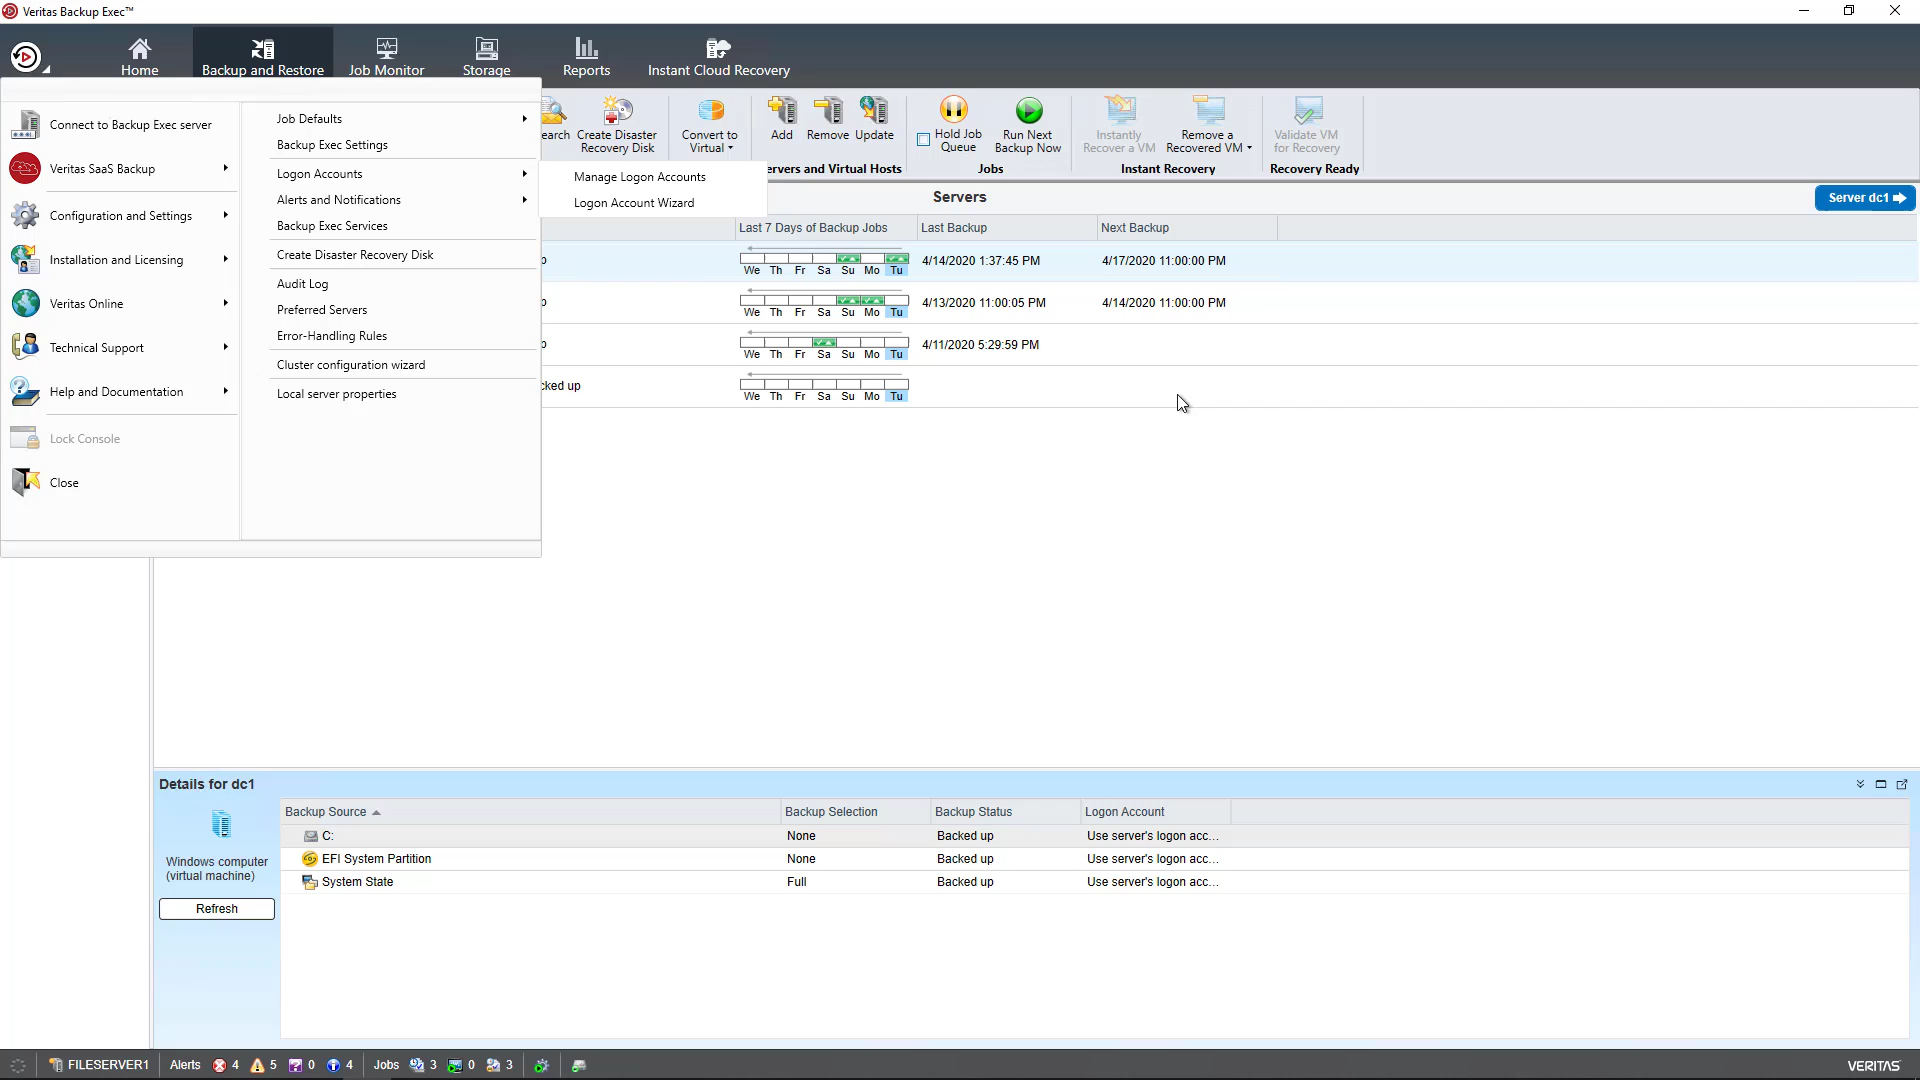 Veritas Backup Exec™
Home
Backup and Restore
Job Monitor
Storage
Reports
Instant Cloud Recovery
Connect to Backup Exec server
Veritas SaaS Backup
Configuration and Settings
Installation and Licensing
Veritas Online
Technical Support
Help and Documentation
Lock Console
Close
Job Defaults
Backup Exec Settings
Logon Accounts
Alerts and Notifications
Backup Exec Services
Create Disaster Recovery Disk
Audit Log
Preferred Servers
Error-Handling Rules
Cluster configuration wizard
Local server properties
Manage Logon Accounts
Logon Account Wizard
earch
Create Disaster
Recovery Disk
Convert to
Virtual
Add
Remove
Update
ervers and Virtual Hosts
Hold Job
Queue
Run Next
Backup Now
Jobs
Instantly
Recover a VM
Remove a
Recovered VM
Instant Recovery
Validate VM
for Recovery
Recovery Ready
Servers
Server dc1
Last 7 Days of Backup Jobs
Last Backup
Next Backup
p
We Th Fr Sa Su Mo Tu
4/14/2020 1:37:45 PM
4/17/2020 11:00:00 PM
p
We Th Fr Sa Su Mo Tu
4/13/2020 11:00:05 PM
4/14/2020 11:00:00 PM
p
We Th Fr Sa Su Mo Tu
4/11/2020 5:29:59 PM
cked up
We Th Fr Sa Su Mo Tu
Details for dc1
Windows computer
(virtual machine)
Refresh
Backup Source Backup Selection Backup Status Logon Account
C: None Backed up Use server's logon acc...
EFI System Partition None Backed up Use server's logon acc...
System State Full Backed up Use server's logon acc...
FILESERVER1 Alerts 4 5 0 4 Jobs 3 0 3
VERITAS